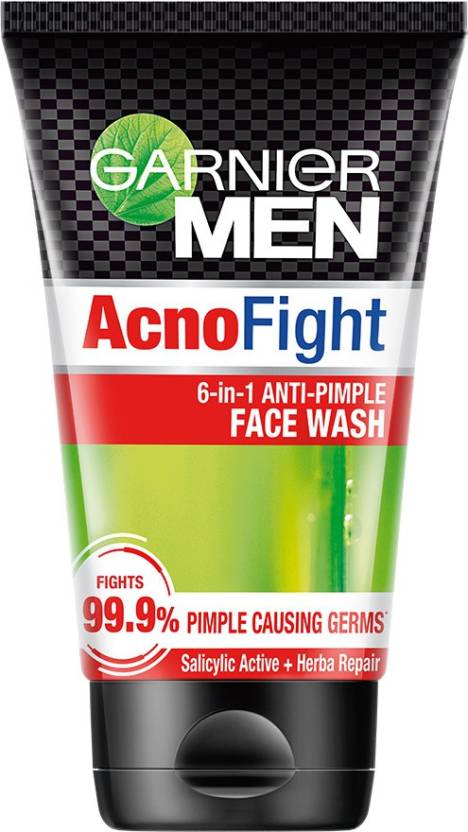 GARNIER
MEN
AcnoFight
6-in-1 ANTI-PIMPLE
FACE WASH
FIGHTS
99.9% PIMPLE CAUSING GERMS*
Salicylic Active + Herba Repair